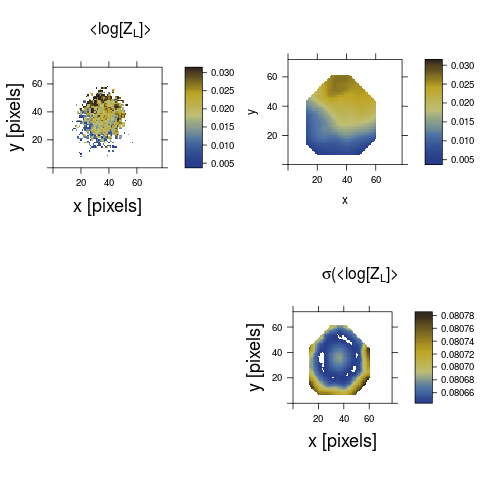 <log[Z_L]>
60
40
20
20 40 60
x [pixels]
y [pixels]
0.030
0.025
0.020
0.015
0.010
0.005
60
40
20
20 40 60
x
y
0.030
0.025
0.020
0.015
0.010
0.005
σ(<log[Z_L]>
60
40
20
20 40 60
x [pixels]
y [pixels]
0.08078
0.08076
0.08074
0.08072
0.08070
0.08068
0.08066